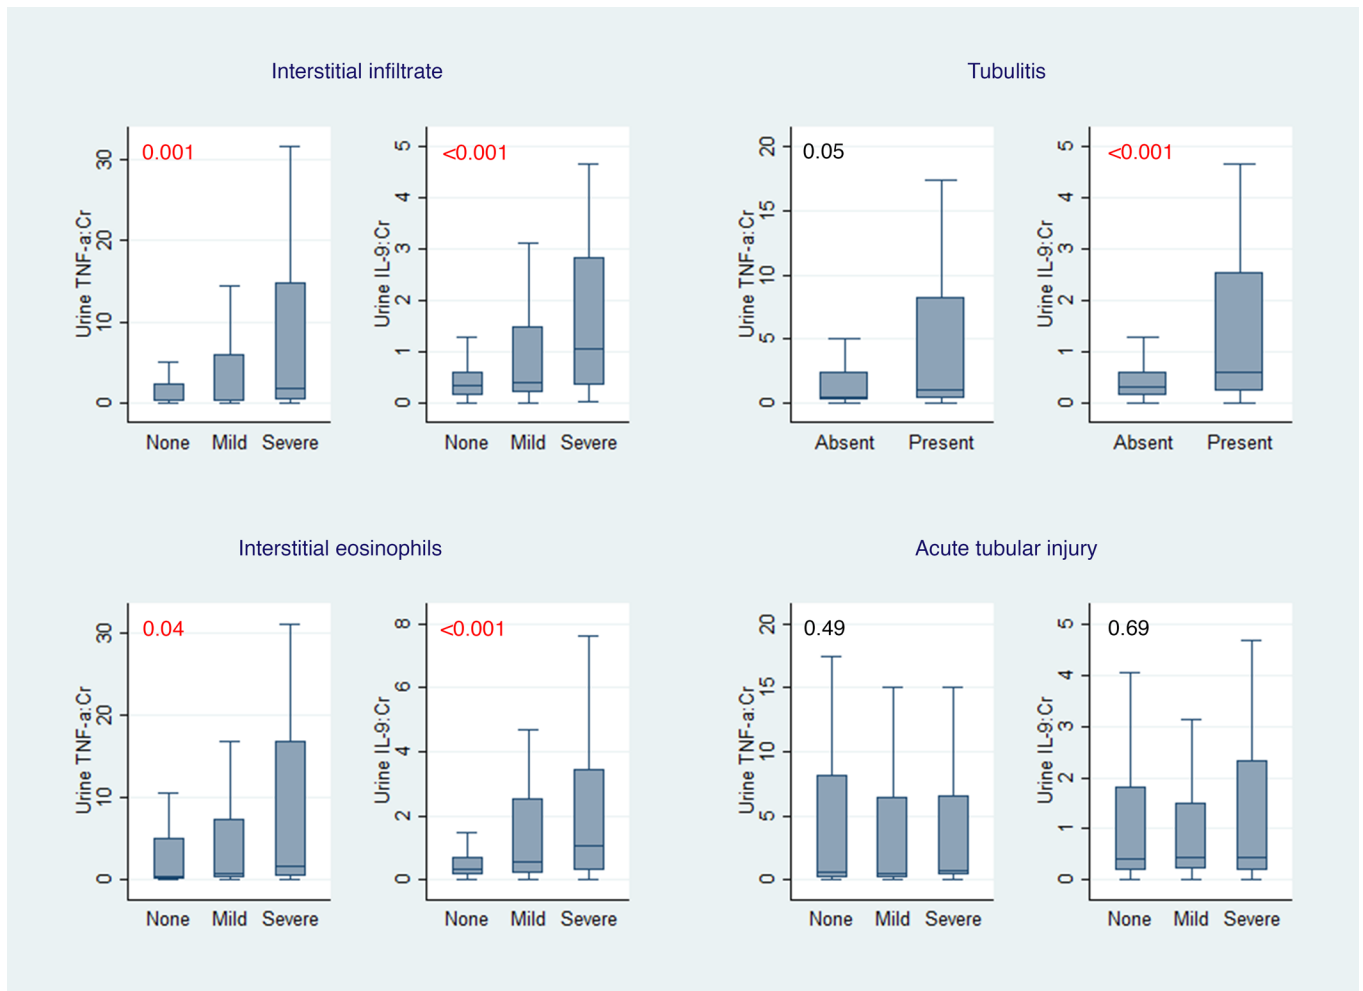 Interstitial infiltrate
Urine TNF-a:Cr
30
20
10
0
0.001
None Mild Severe
Urine IL-9:Cr
5
4
3
2
1
0
<0.001
None Mild Severe
Tubulitis
Urine TNF-a:Cr
20
15
10
5
0
0.05
Absent Present
Urine IL-9:Cr
5
4
3
2
1
0
<0.001
Absent Present
Interstitial eosinophils
Urine TNF-a:Cr
30
20
10
0
0.04
None Mild Severe
Urine IL-9:Cr
8
6
4
2
0
<0.001
None Mild Severe
Acute tubular injury
Urine TNF-a:Cr
20
15
10
5
0
0.49
None Mild Severe
Urine IL-9:Cr
5
4
3
2
1
0
0.69
None Mild Severe